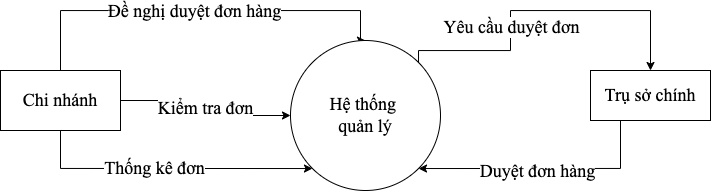 Đề nghị duyệt đơn hàng
Yêu cầu duyệt đơn
Chi nhánh
Kiểm tra đơn
Hệ thống
quản lý
Trụ sở chính
Thống kê đơn
Duyệt đơn hàng